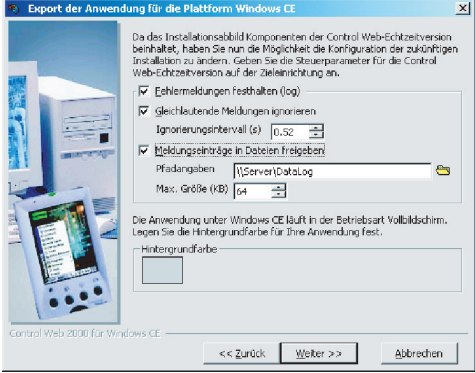 Export der Anwendung für die Plattform Windows CE
Da das Installationsabbild Komponenten der Control Web-Echtzeitversion
beinhaltet, haben Sie nun die Möglichkeit die Konfiguration der zukünftigen
Installation zu ändern. Geben Sie die Steuerparameter für die Control
Web-Echtzeitversion auf der Zieleinrichtung an.
Fehlermeldungen festhalten (log)
Gleichlautende Meldungen ignorieren
Ignorierungsintervall (s) 0.52
Meldungseinträge in Dateien freigeben
Pfadangaben \\Server\DataLog
Max. Größe (KB) 64
Die Anwendung unter Windows CE läuft in der Betriebsart Vollbildschirm.
Legen Sie die Hintergrundfarbe für Ihre Anwendung fest.
Hintergrundfarbe
Control Web 2000 für Windows CE
<< Zurück Weiter >> Abbrechen